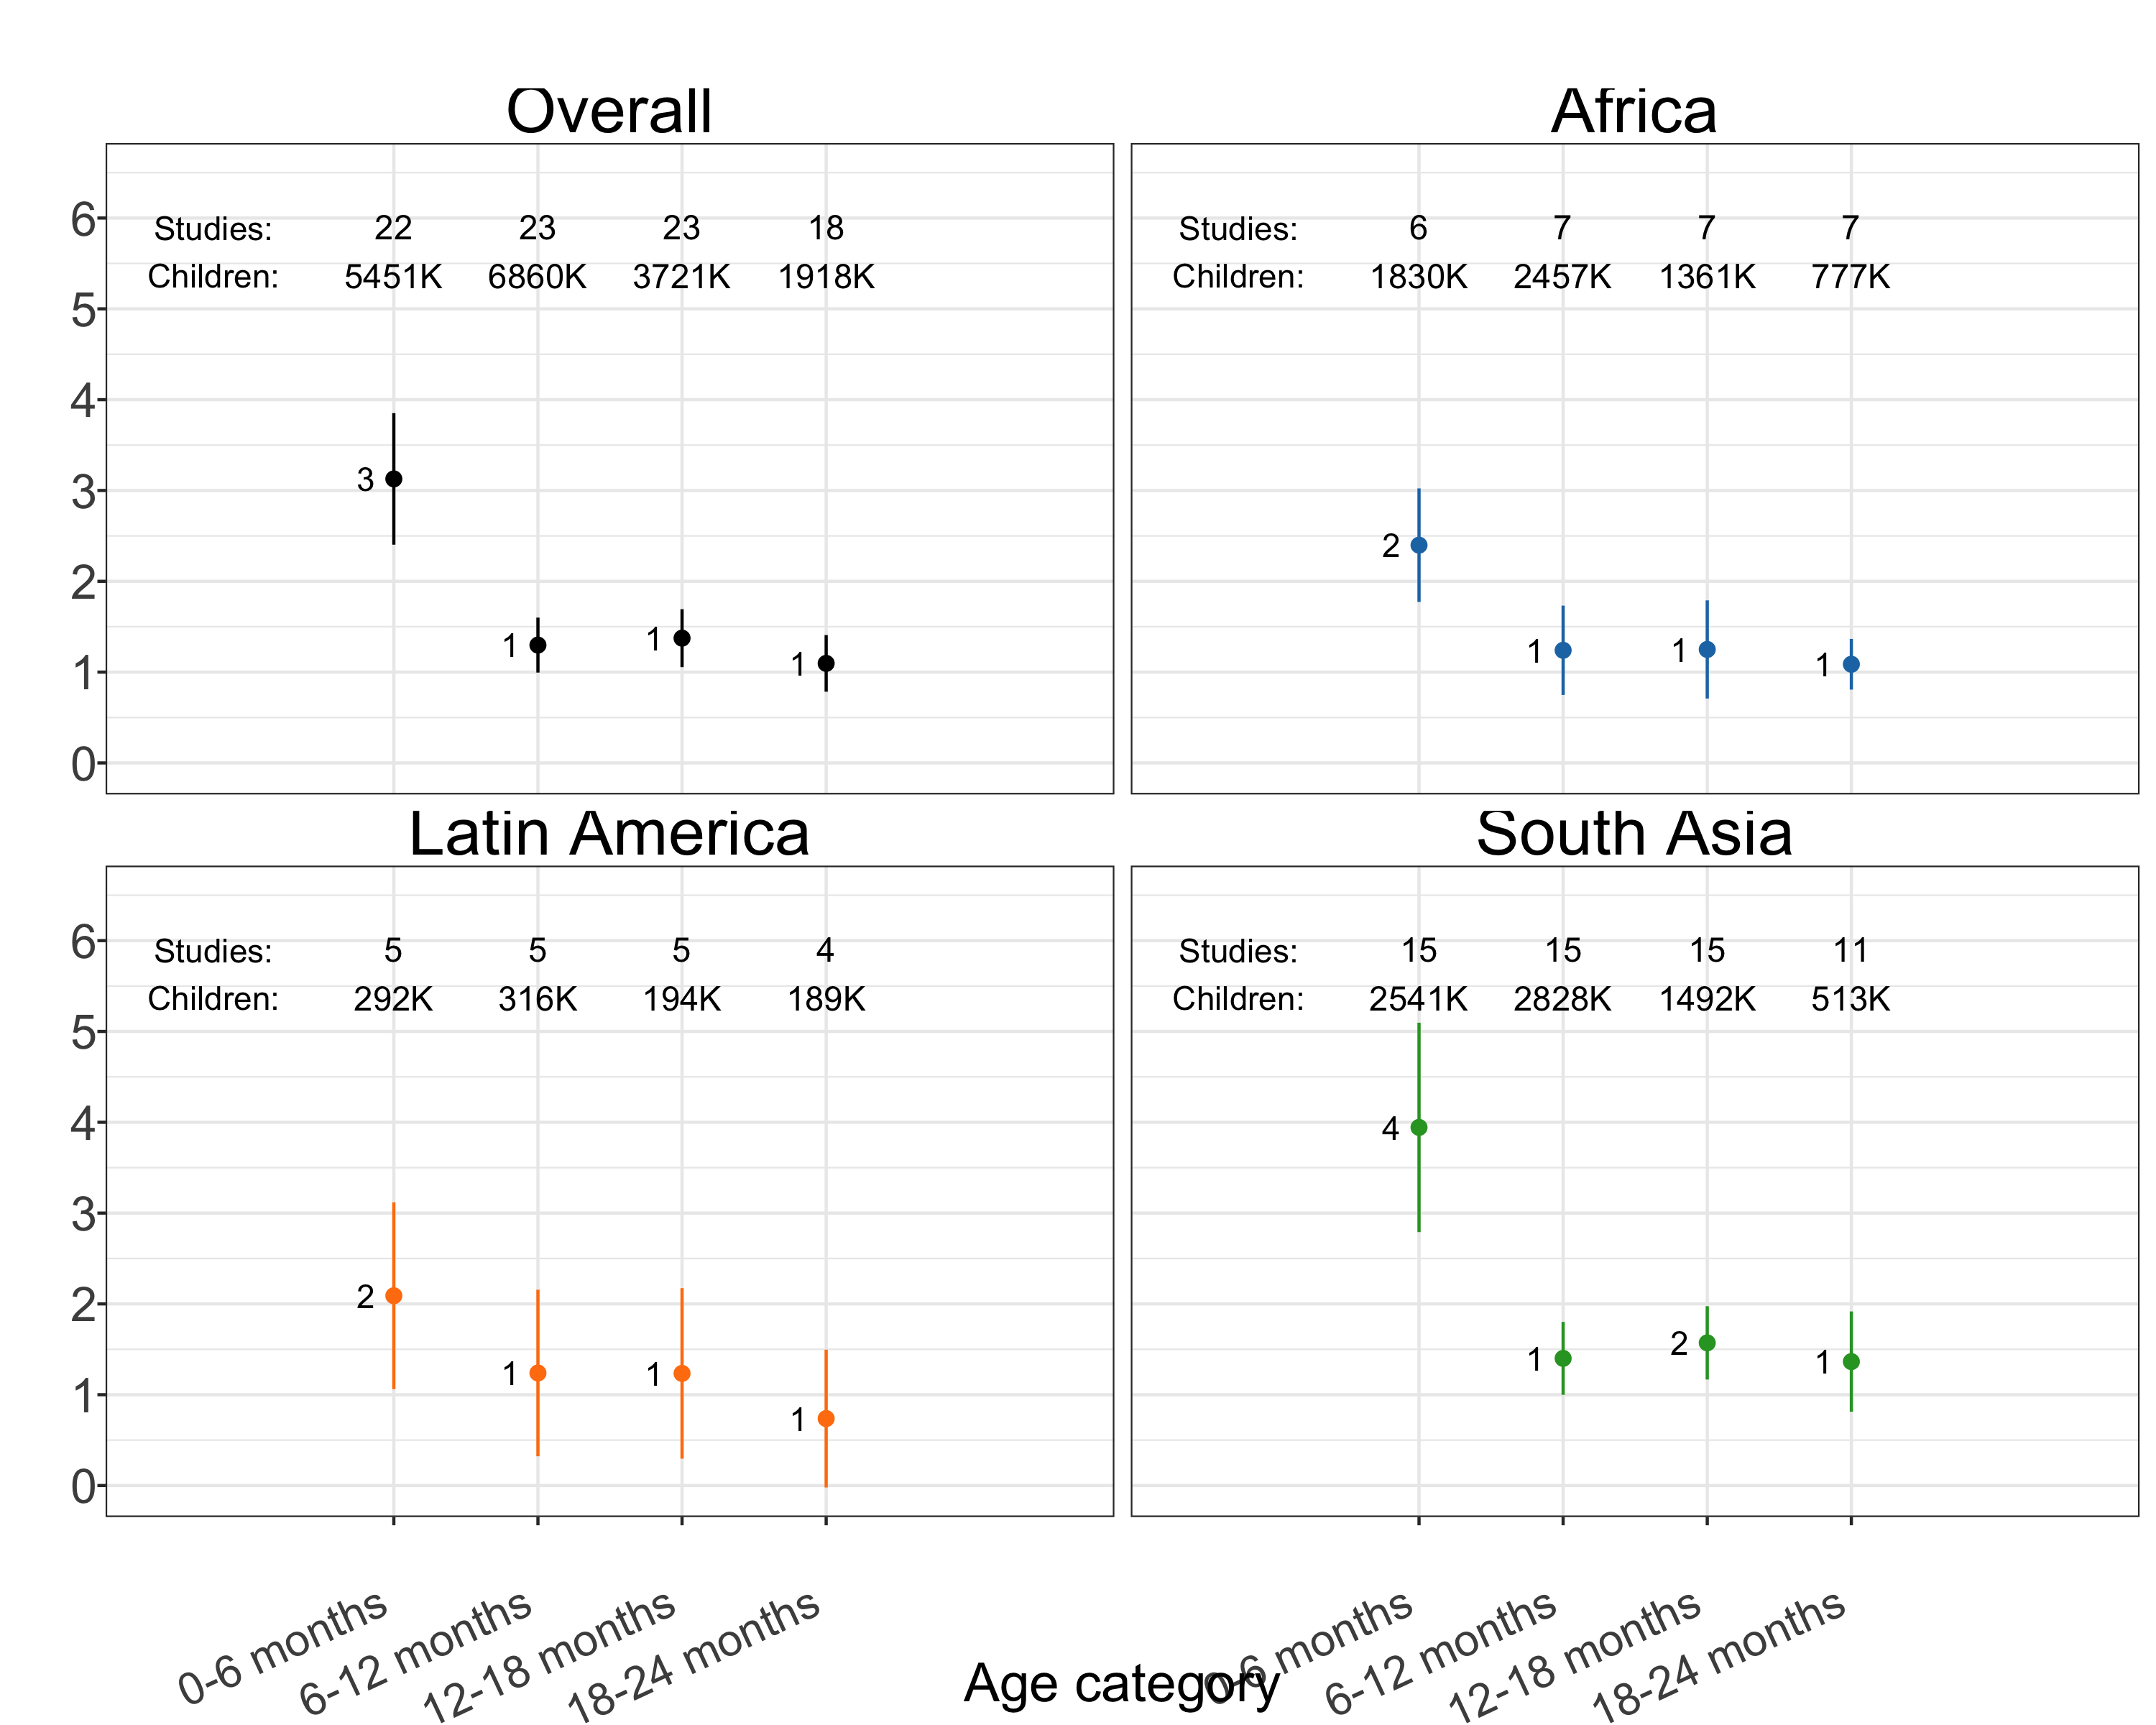 Overall
Africa
6
5
4
3
2
1
0
Studies: 22 23 23 18
Children: 5451K 6860K 3721K 1918K
3
1
1
1
Studies: 6 7 7 7
Children: 1830K 2457K 1361K 777K
2
1
1
1
Latin America
South Asia
6
5
4
3
2
1
0
Studies: 5 5 5 4
Children: 292K 316K 194K 189K
2
1
1
1
Studies: 15 15 15 11
Children: 2541K 2828K 1492K 513K
4
1
2
1
0-6 months
6-12 months
12-18 months
18-24 months
0-6 months
6-12 months
12-18 months
18-24 months
Age category